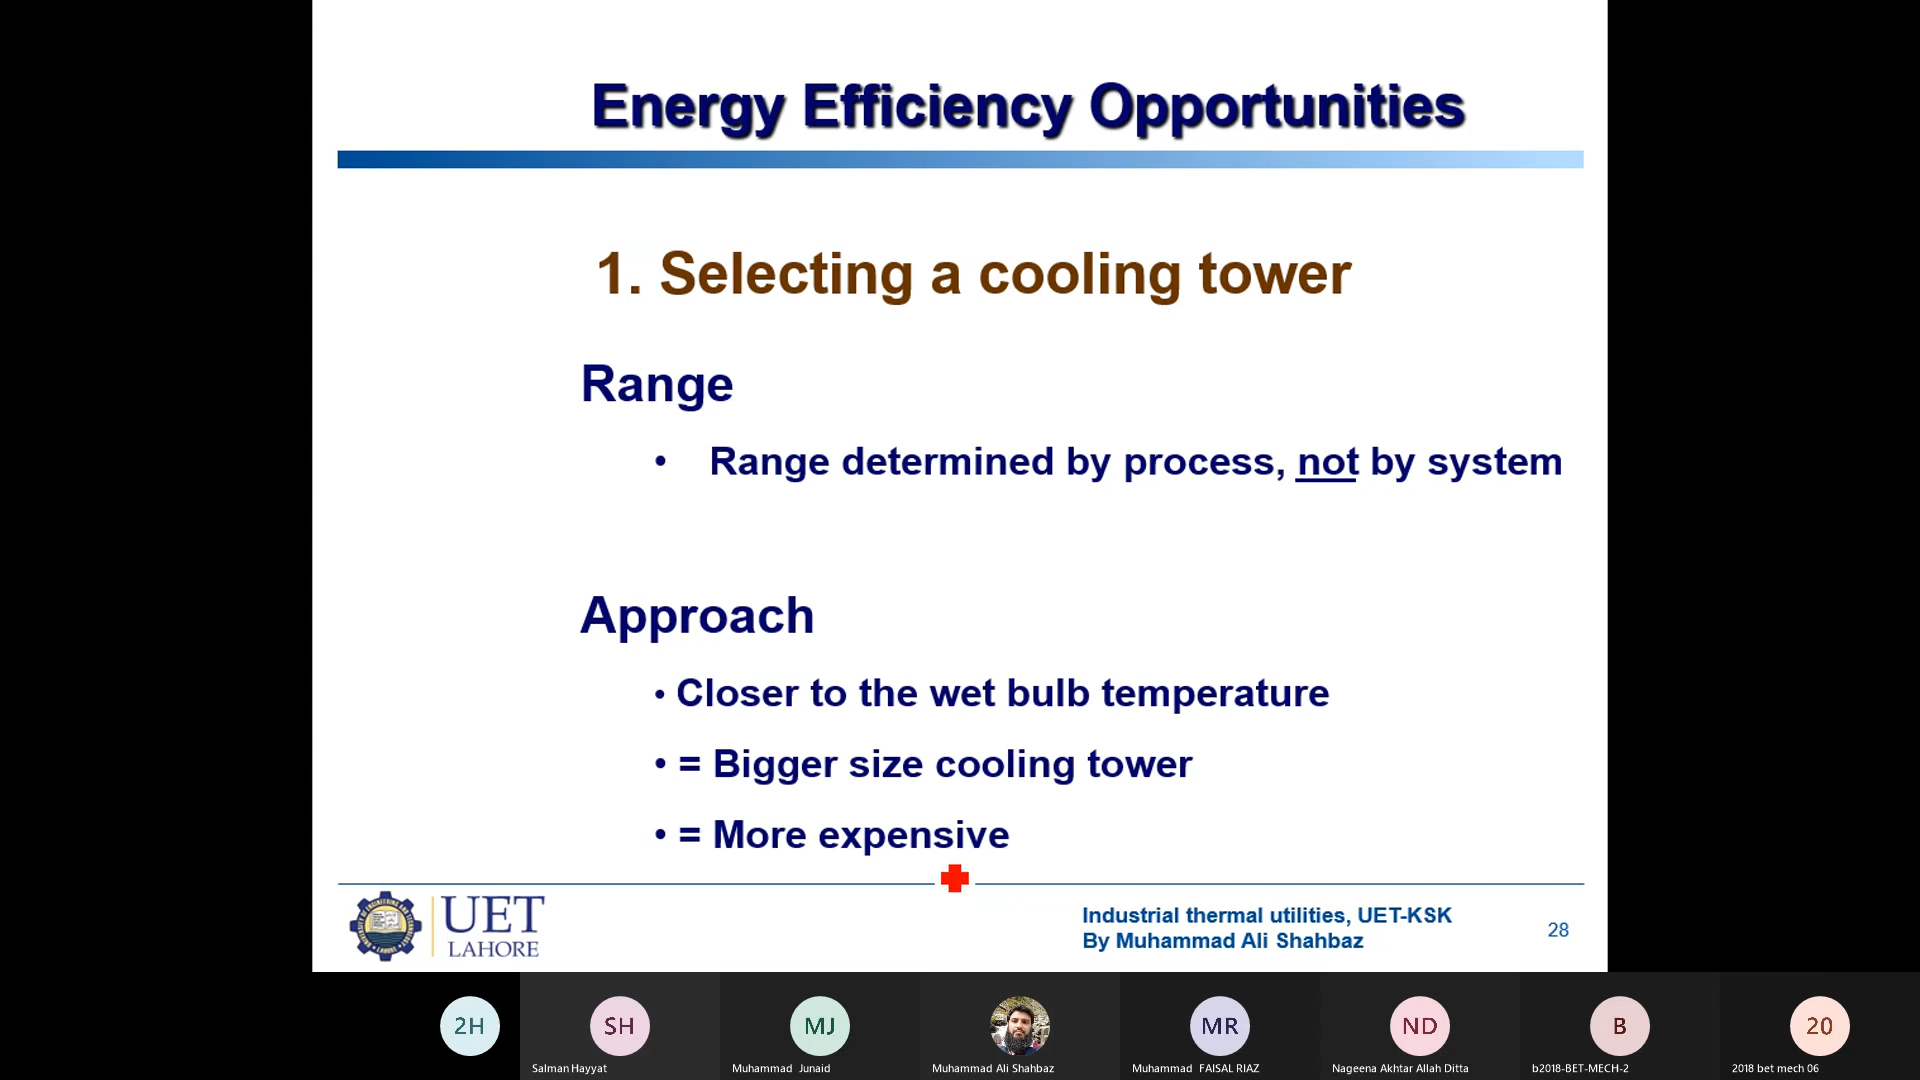 Energy Efficiency Opportunities
1. Selecting a cooling tower
Range
• Range determined by process, not by system
Approach
• Closer to the wet bulb temperature
• = Bigger size cooling tower
• = More expensive
UET
LAHORE
Industrial thermal utilities, UET-KSK
By Muhammad Ali Shahbaz
28
2H
SH
MJ
MR
ND
B
20
Salman Hayyat
Muhammad Junaid
Muhammad Ali Shahbaz
Muhammad FAISAL RIAZ
Nageena Akhtar Allah Ditta
b2018-BET-MECH-2
2018 bet mech 06